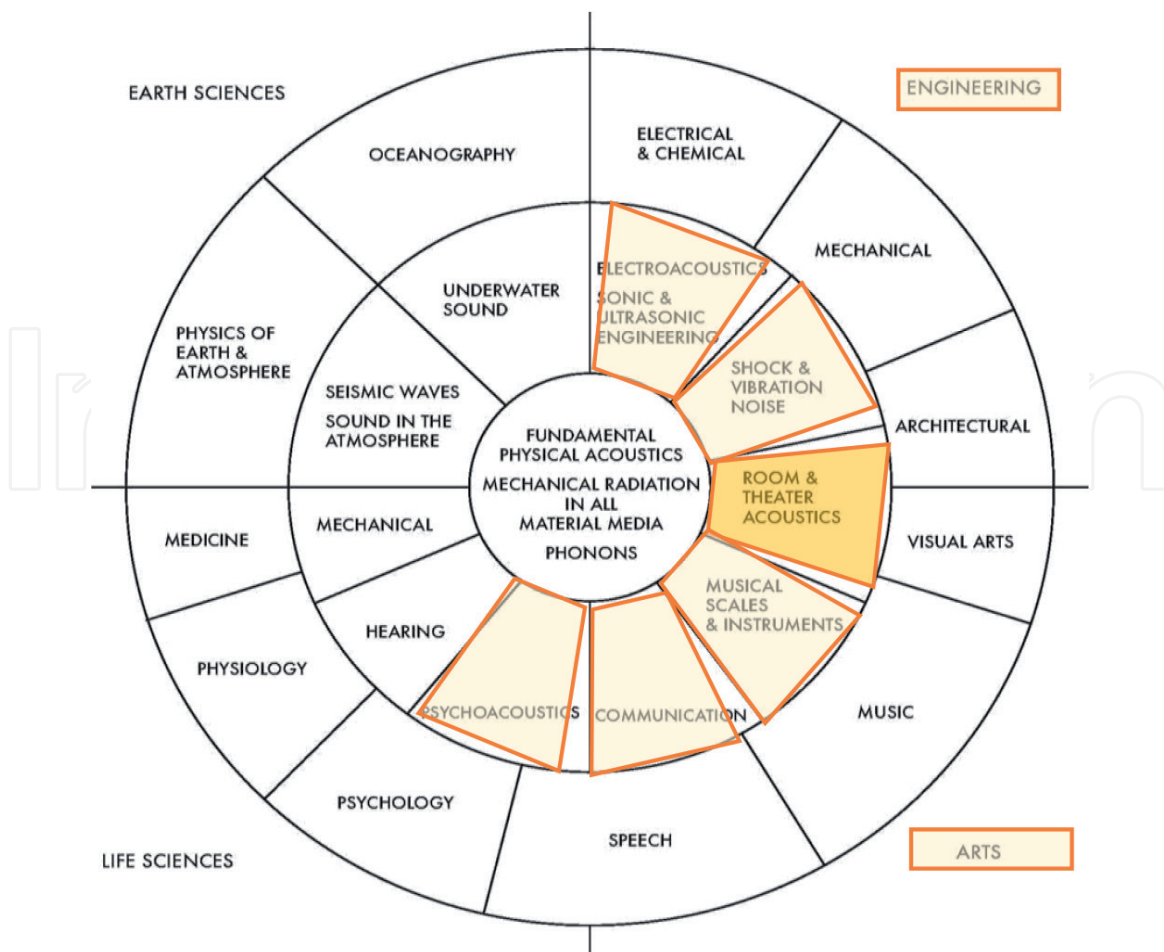 EARTH SCIENCES
ENGINEERING
OCEANOGRAPHY
ELECTRICAL
& CHEMICAL
MECHANICAL
PHYSICS OF
EARTH &
ATMOSPHERE
UNDERWATER
SOUND
ELECTROACOUSTICS
SONIC &
ULTRASONIC
ENGINEERING
SHOCK &
VIBRATION
NOISE
SEISMIC WAVES
SOUND IN THE
ATMOSPHERE
ARCHITECTURAL
FUNDAMENTAL
PHYSICAL ACOUSTICS
MECHANICAL RADIATION
IN ALL
MATERIAL MEDIA
PHONONS
ROOM &
THEATER
ACOUSTICS
MEDICINE
MECHANICAL
VISUAL ARTS
MUSICAL
SCALES
& INSTRUMENTS
HEARING
PHYSIOLOGY
PSYCHOACOUSTICS
COMMUNICATION
MUSIC
PSYCHOLOGY
SPEECH
LIFE SCIENCES
ARTS